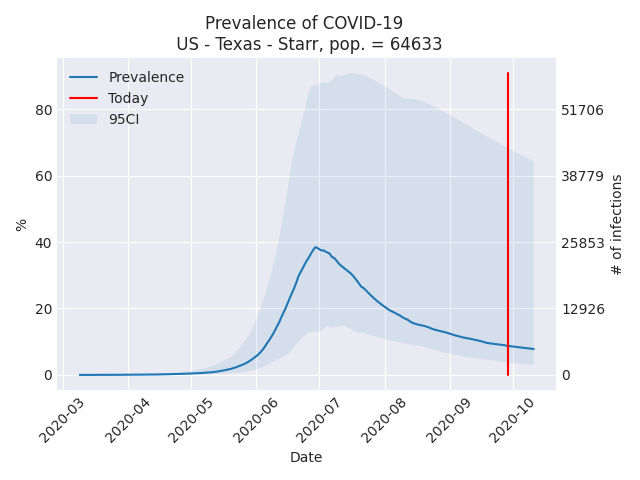 Prevalence of COVID-19
US - Texas - Starr, pop. = 64633
Prevalence
Today
95CI
80
60
40
20
0
%
51706
38779
25853
12926
0
# of infections
2020-03
2020-04
2020-05
2020-06
2020-07
2020-08
2020-09
2020-10
Date